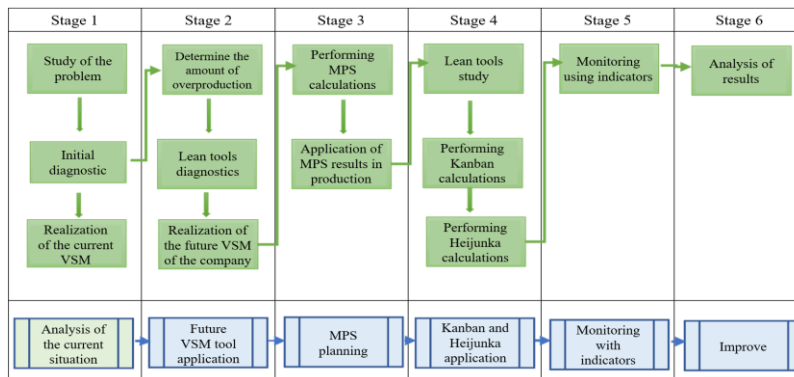 Stage 1
Stage 2
Stage 3
Stage 4
Stage 5
Stage 6
Study of the
problem
Initial
diagnostic
Realization
of the current
VSM
Determine the
amount of
overproduction
Lean tools
diagnostics
Realization of
the future VSM
of the company
Performing
MPS
calculations
Application of
MPS results in
production
Lean tools
study
Performing
Kanban
calculations
Performing
Heijunka
calculations
Monitoring
using indicators
Analysis of
results
Analysis of
the current
situation
Future
VSM tool
application
MPS
planning
Kanban and
Heijunka
application
Monitoring
with
indicators
Improve